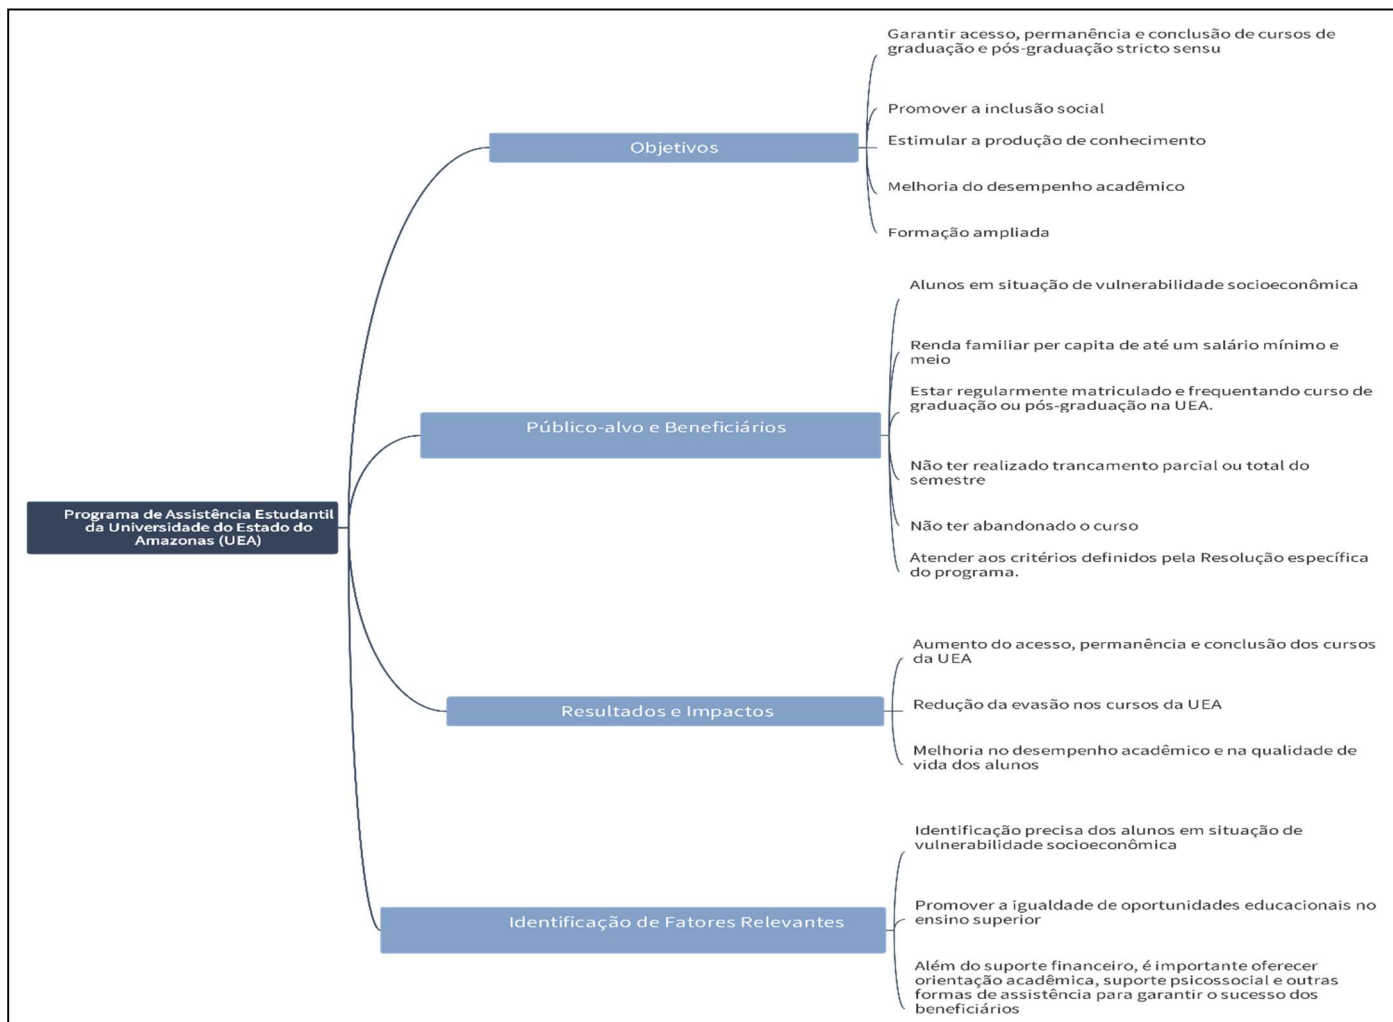 Programa de Assistência Estudantil
da Universidade do Estado do
Amazonas (UEA)
Objetivos
Garantir acesso, permanência e conclusão de cursos de
graduação e pós-graduação stricto sensu
Promover a inclusão social
Estimular a produção de conhecimento
Melhoria do desempenho acadêmico
Formação ampliada
Público-alvo e Beneficiários
Alunos em situação de vulnerabilidade socioeconômica
Renda familiar per capita de até um salário mínimo e
meio
Estar regularmente matriculado e frequentando curso de
graduação ou pós-graduação na UEA.
Não ter realizado trancamento parcial ou total do
semestre
Não ter abandonado o curso
Atender aos critérios definidos pela Resolução específica
do programa.
Resultados e Impactos
Aumento do acesso, permanência e conclusão dos cursos
da UEA
Redução da evasão nos cursos da UEA
Melhoria no desempenho acadêmico e na qualidade de
vida dos alunos
Identificação de Fatores Relevantes
Identificação precisa dos alunos em situação de
vulnerabilidade socioeconômica
Promover a igualdade de oportunidades educacionais no
ensino superior
Além do suporte financeiro, é importante oferecer
orientação acadêmica, suporte psicossocial e outras
formas de assistência para garantir o sucesso dos
beneficiários